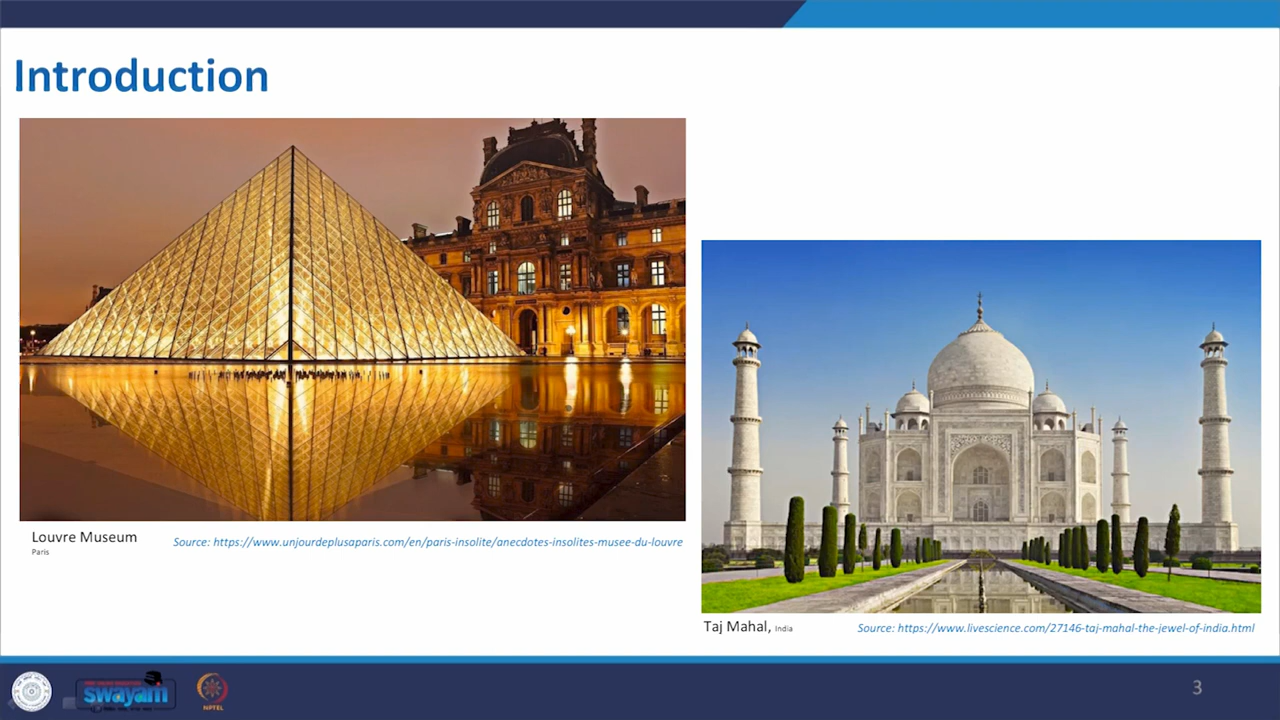 Introduction
Louvre Museum
Paris
Source: https://www.unjourdeplusaparis.com/en/paris-insolite/anecdotes-insolites-musee-du-louvre
Taj Mahal, India
Source: https://www.livescience.com/27146-taj-mahal-the-jewel-of-india.html
swayam
NPTEL
3